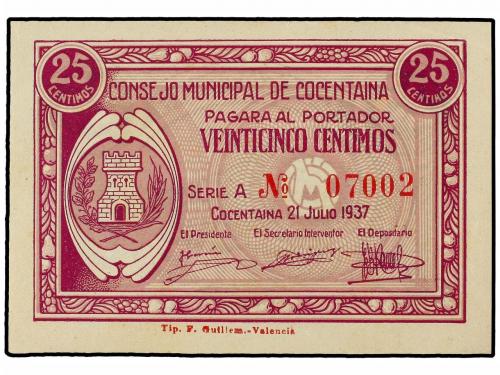 25 CENTIMOS
25 CENTIMOS
CONSEJO MUNICIPAL DE COCENTAINA
PAGARA AL PORTADOR
VEINTICINCO CENTIMOS
SERIE A No 07002
COCENTAINA 21 JULIO 1937
El Presidente El Secretario Interventor El Depositario
Tip. F. Guillem.-Valencia